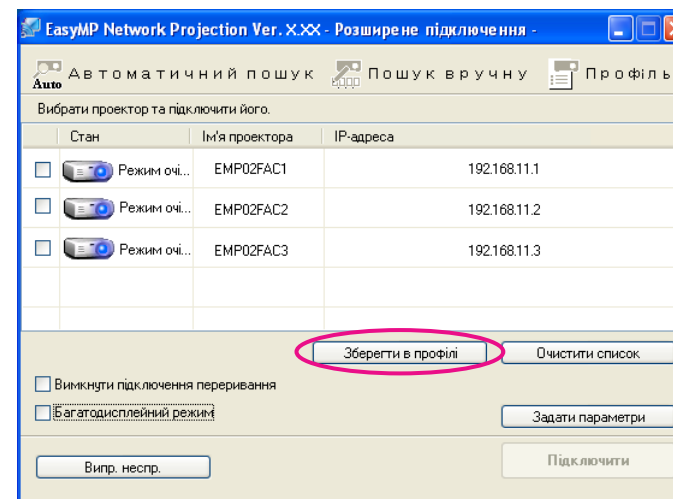 EasyMP Network Projection Ver. X.XX - Розширене підключення -
Auto Автоматичний пошук Пошук вручну Профіль
Вибрати проектор та підключити його.
Стан Ім'я проектора IP-адреса
Режим очі... EMP02FAC1 192.168.11.1
Режим очі... EMP02FAC2 192.168.11.2
Режим очі... EMP02FAC3 192.168.11.3
Зберегти в профілі Очистити список
Вимкнути підключення переривання
Багатодисплейний режим Задати параметри
Випр. неспр. Підключити